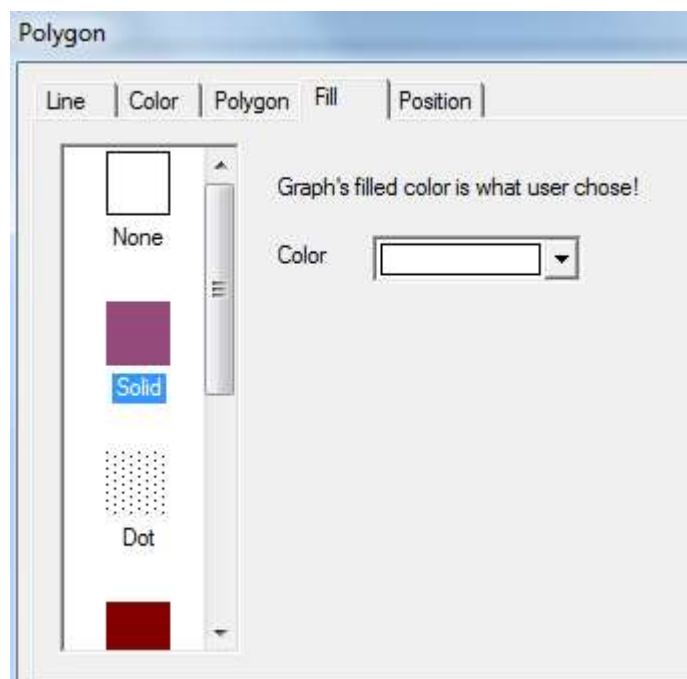 Polygon
Line Color Polygon Fill Position
None
Graph's filled color is what user chose!
Color
Solid
Dot